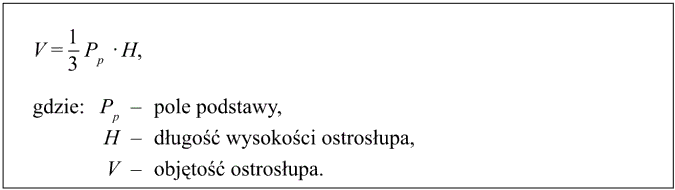 V = 1/3 P_p · H,
gdzie: P_p – pole podstawy,
H – długość wysokości ostrosłupa,
V – objętość ostrosłupa.